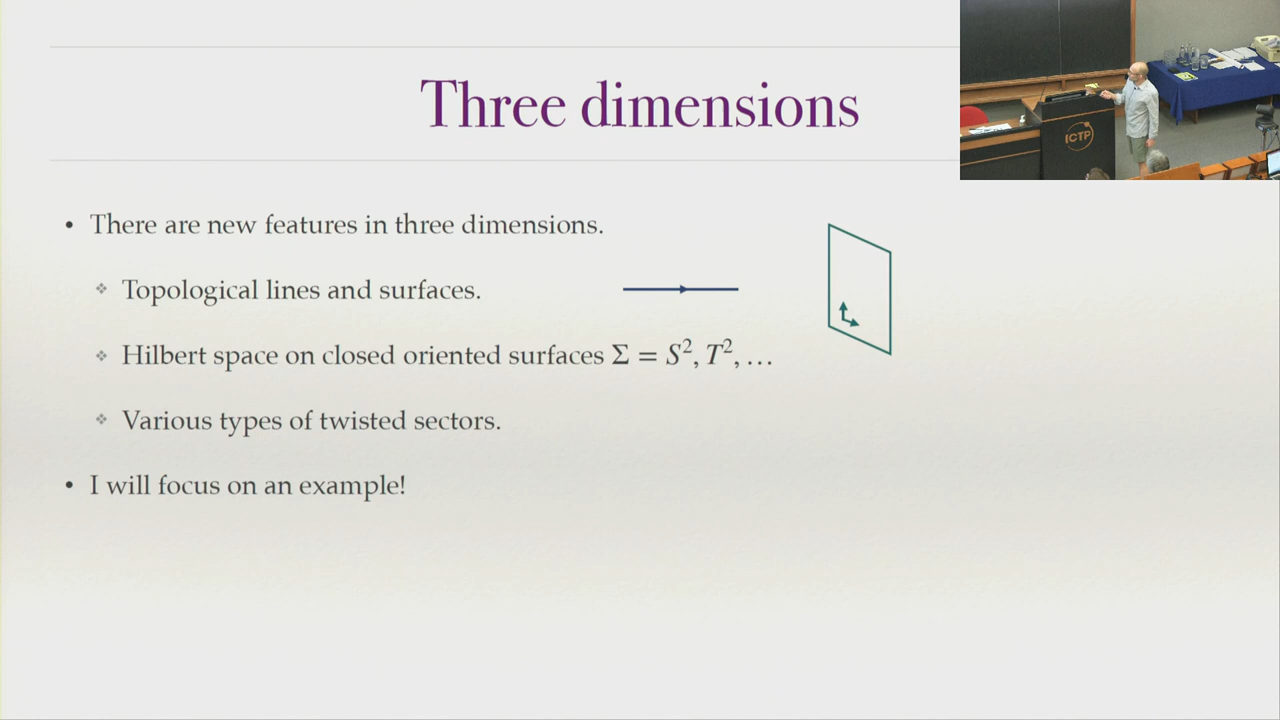 Three dimensions
ICTP
• There are new features in three dimensions.
❖ Topological lines and surfaces.
❖ Hilbert space on closed oriented surfaces Σ = S², T², …
❖ Various types of twisted sectors.
• I will focus on an example!